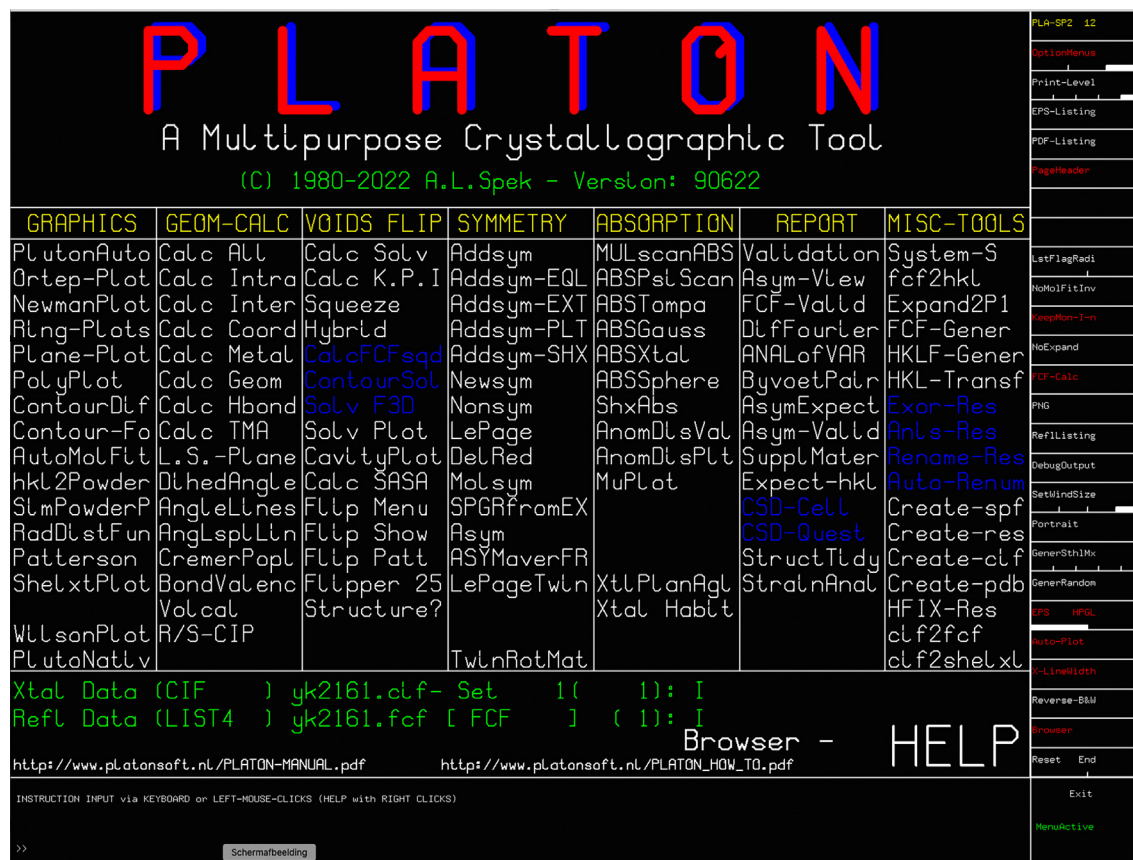 PLATON
A Multipurpose Crystallographic Tool
(C) 1980-2022 A.L.Spek - Version: 90622
GRAPHICS GEOM-CALC VOIDS FLIP SYMMETRY ABSORPTION REPORT MISC-TOOLS
PlutonAuto Calc All Calc Solv Addsym MULscanABS Validation System-S
Ortep-Plot Calc Intra Calc K.P.I Addsym-EQL ABSPsiScan Asym-View fcf2hkl
NewmanPlot Calc Inter Squeeze Addsym-EXT ABSTompa FCF-Valid Expand2P1
Ring-Plots Calc Coord Hybrid Addsym-PLT ABSGauss DifFourier FCF-Gener
Plane-Plot Calc Metal CalcFCFsqd Addsym-SHX ABSXtal ANALofVAR HKLF-Gener
PolyPlot Calc Geom ContourSol Newsym ABSSphere ByvoetPair HKL-Transf
ContourDif Calc Hbond Solv F3D Nonsym ShxAbs AsymExpect Exor-Res
Contour-Fo Calc TMA Solv Plot LePage AnomDisVal Asym-Valid Anis-Res
AutoMolFit L.S.-Plane CavityPlot DelRed AnomDisPlt SupplMater Rename-Res
hkl2Powder DihedAngle Calc SASA Molsym MuPlot Expect-hkl Auto-Renum
SimPowderP AngleLines Flip Menu SPGRfromEX CSD-Cell Create-spf
RadDistFun AngLsplLin Flip Show Asym CSD-Quest Create-res
Patterson CremerPopl Flip Patt ASYMaverFR StructTidy Create-cif
ShelxtPlot BondValenc Flipper 25 LePageTwin XtlPlanAgl StrainAnal Create-pdb
Volcal Structure? Xtal Habit HFIX-Res
WilsonPlot R/S-CIP cif2fcf
PlutoNativ TwinRotMat cif2shelxl
Xtal Data (CIF ) yk2161.cif- Set 1( 1): I
Refl Data (LIST4 ) yk2161.fcf [ FCF ] ( 1): I
Browser - HELP
http://www.platonsoft.nl/PLATON-MANUAL.pdf http://www.platonsoft.nl/PLATON_HOW_TO.pdf
INSTRUCTION INPUT via KEYBOARD or LEFT-MOUSE-CLICKS (HELP with RIGHT CLICKS)
>>
Schermafbeelding
PLA-SP2 12
OptionMenus
Print-Level
EPS-Listing
PDF-Listing
PageHeader
LstFlagRadi
NoMolFitInv
KeepMon-I-n
NoExpand
FCF-Calc
PNG
ReflListing
DebugOutput
SetWindSize
Portrait
GenerSthlMx
GenerRandom
EPS HPGL
Auto-Plot
X-LineWidth
Reverse-B&W
Browser
Reset End
Exit
MenuActive